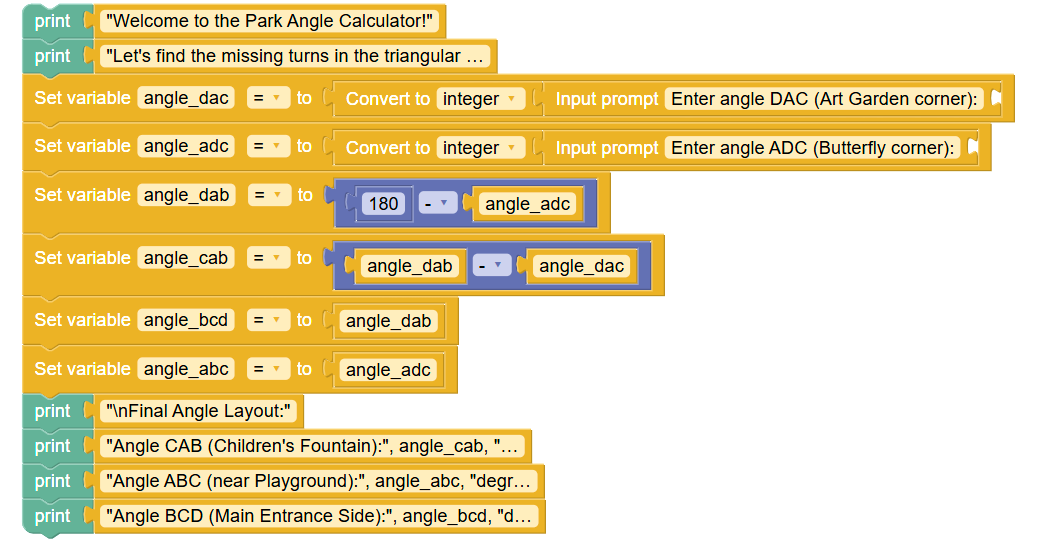 print "Welcome to the Park Angle Calculator!"
print "Let's find the missing turns in the triangular ...
Set variable angle_dac = to Convert to integer Input prompt Enter angle DAC (Art Garden corner):
Set variable angle_adc = to Convert to integer Input prompt Enter angle ADC (Butterfly corner):
Set variable angle_dab = to 180 - angle_adc
Set variable angle_cab = to angle_dab - angle_dac
Set variable angle_bcd = to angle_dab
Set variable angle_abc = to angle_adc
print "\nFinal Angle Layout:"
print "Angle CAB (Children's Fountain):", angle_cab, "...
print "Angle ABC (near Playground):", angle_abc, "degr...
print "Angle BCD (Main Entrance Side):", angle_bcd, "d...